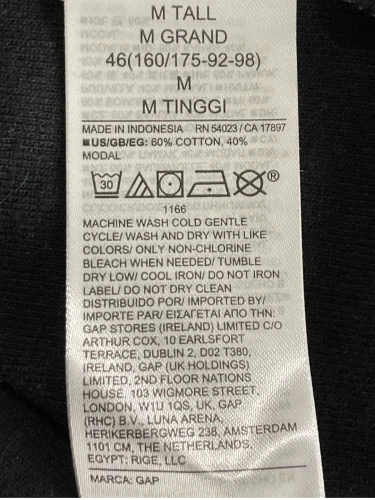 M TALL
M GRAND
46(160/175-92-98)
M
M TINGGI
MADE IN INDONESIA RN 54023 / CA 17897
■US/GB/EG: 60% COTTON, 40%
MODAL
30
®
1166
MACHINE WASH COLD GENTLE
CYCLE/ WASH AND DRY WITH LIKE
COLORS/ ONLY NON-CHLORINE
BLEACH WHEN NEEDED/ TUMBLE
DRY LOW/ COOL IRON/ DO NOT IRON
LABEL/ DO NOT DRY CLEAN
DISTRIBUIDO POR/ IMPORTED BY/
IMPORTE PAR/ ΕΙΣΑΓΕΤΑΙ ΑΠΟ ΤΗΝ:
GAP STORES (IRELAND) LIMITED C/O
ARTHUR COX, 10 EARLSFORT
TERRACE, DUBLIN 2, D02 T380,
IRELAND, GAP (UK HOLDINGS)
LIMITED, 2ND FLOOR NATIONS
HOUSE, 103 WIGMORE STREET,
LONDON, W1U 1QS, UK, GAP
(RHC) B.V., LUNA ARENA,
HERIKERBERGWEG 238, AMSTERDAM
1101 CM, THE NETHERLANDS,
EGYPT: RIGE, LLC
MARCA: GAP